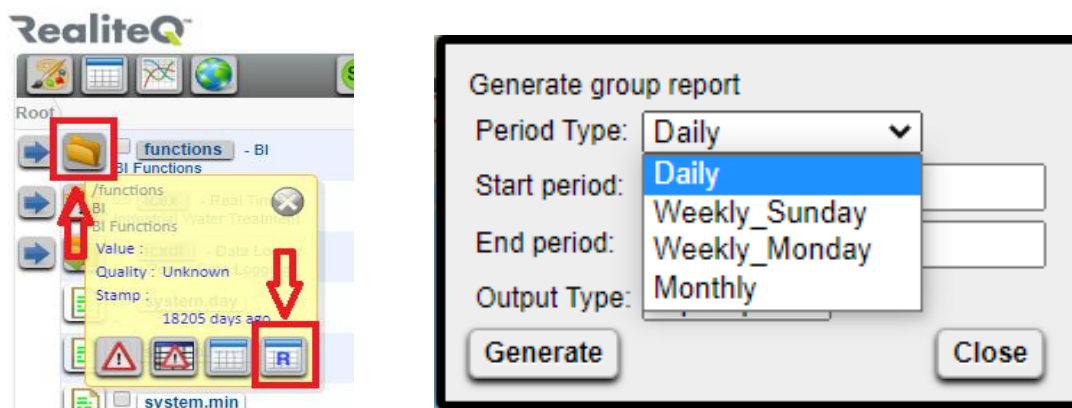 RealiteQ
S
Root
functions - BI
BI Functions
/functions
BI
BI Functions
Value :
Quality : Unknown
Stamp :
18205 days ago
system.day
R
system.min
Generate group report
Period Type: Daily
Daily
Weekly_Sunday
Weekly_Monday
Monthly
Start period:
End period:
Output Type:
Generate
Close